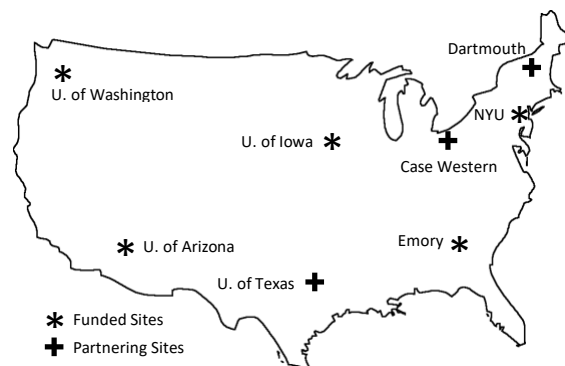 Dartmouth
U. of Washington
NYU
U. of Iowa
Case Western
U. of Arizona
Emory
U. of Texas
Funded Sites
Partnering Sites